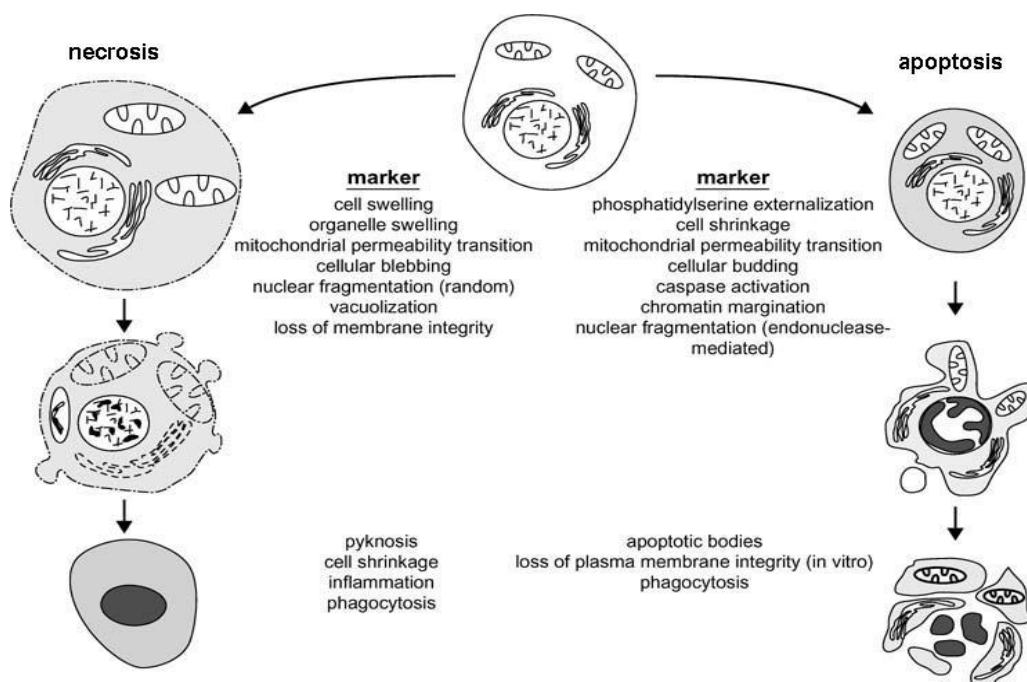 necrosis
apoptosis
marker
cell swelling
organelle swelling
mitochondrial permeability transition
cellular blebbing
nuclear fragmentation (random)
vacuolization
loss of membrane integrity
marker
phosphatidylserine externalization
cell shrinkage
mitochondrial permeability transition
cellular budding
caspase activation
chromatin margination
nuclear fragmentation (endonuclease-
mediated)
pyknosis
cell shrinkage
inflammation
phagocytosis
apoptotic bodies
loss of plasma membrane integrity (in vitro)
phagocytosis